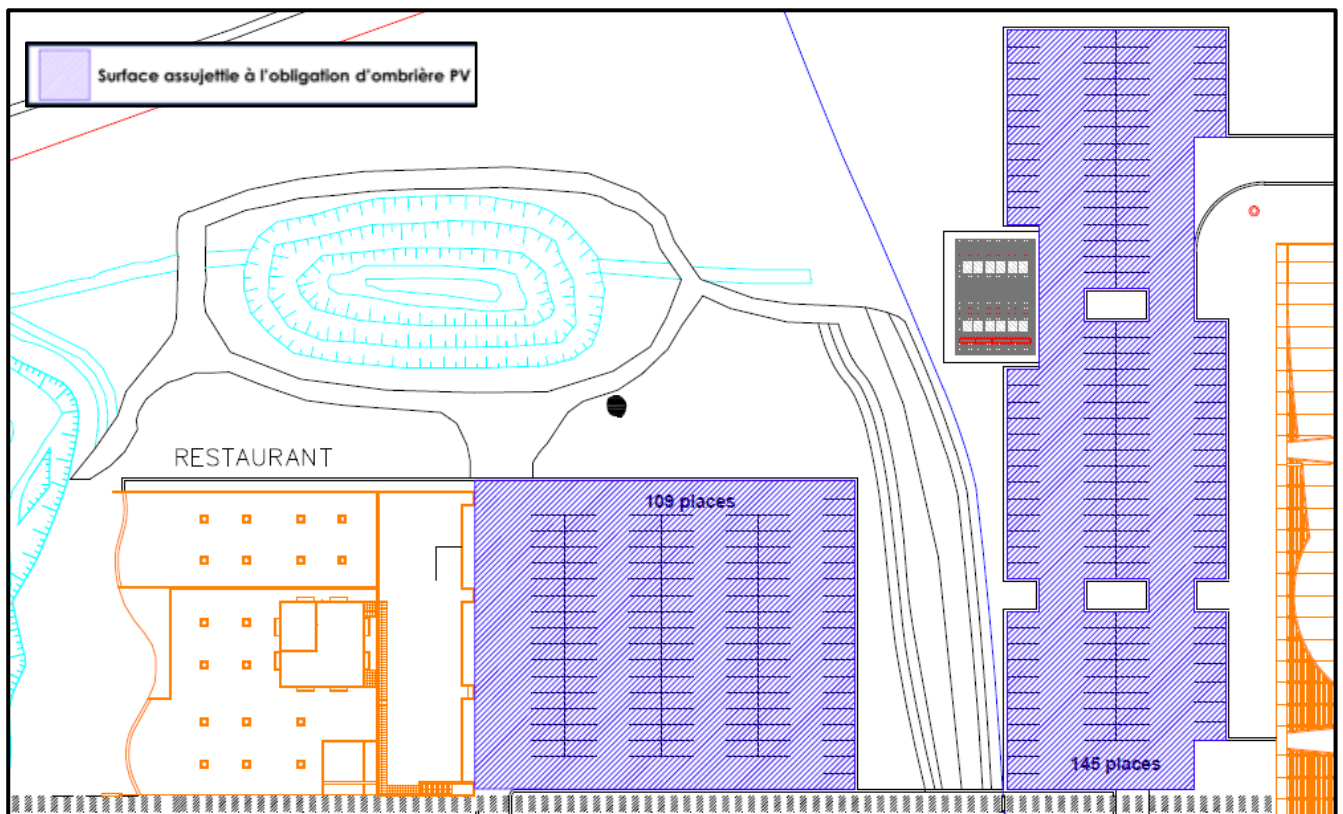 Surface assujettie à l'obligation d'ombrière PV
RESTAURANT
109 places
145 places